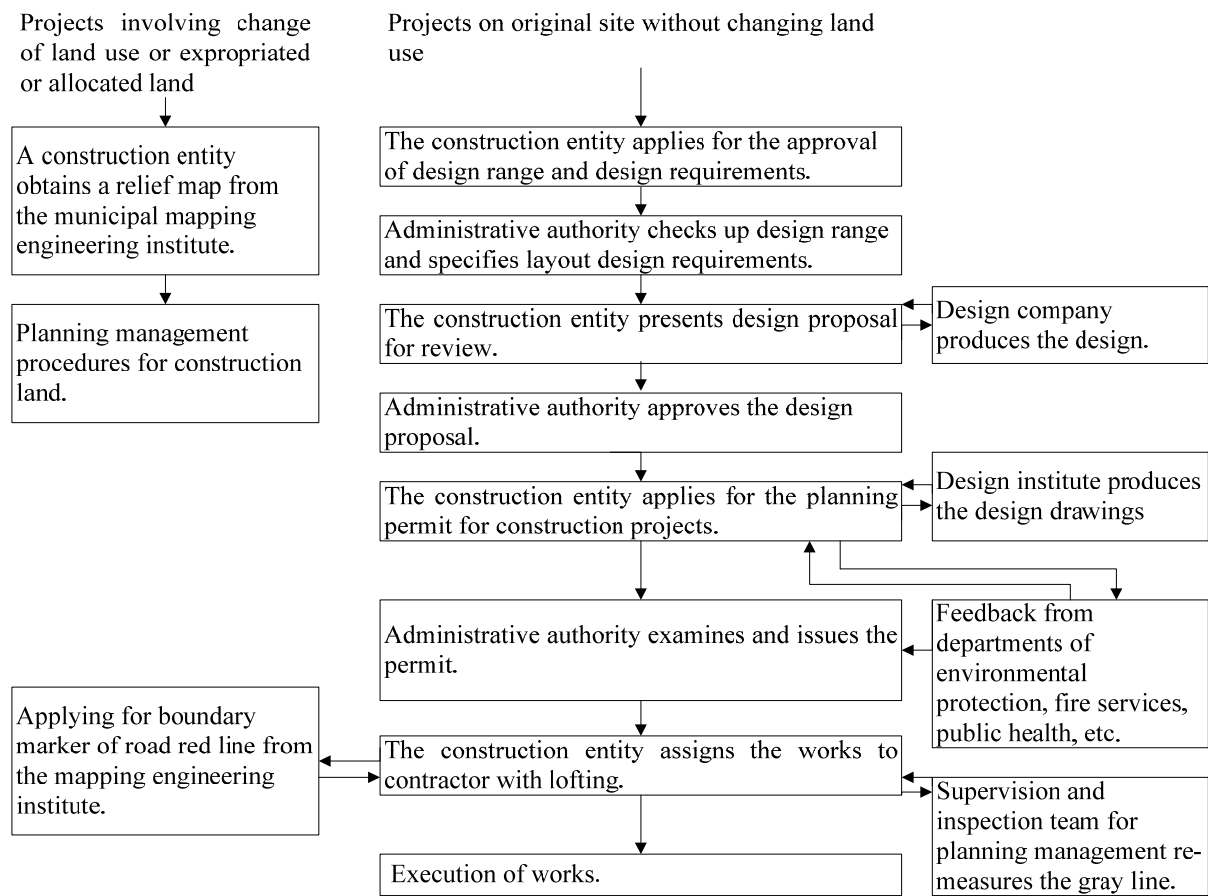 Projects involving change
of land use or expropriated
or allocated land
Projects on original site without changing land
use
A construction entity
obtains a relief map from
the municipal mapping
engineering institute.
The construction entity applies for the approval
of design range and design requirements.
Administrative authority checks up design range
and specifies layout design requirements.
Planning management
procedures for construction
land.
The construction entity presents design proposal
for review.
Design company
produces the design.
Administrative authority approves the design
proposal.
The construction entity applies for the planning
permit for construction projects.
Design institute produces
the design drawings
Administrative authority examines and issues the
permit.
Feedback from
departments of
environmental
protection, fire services,
public health, etc.
Applying for boundary
marker of road red line from
the mapping engineering
institute.
The construction entity assigns the works to
contractor with lofting.
Supervision and
inspection team for
planning management re-
measures the gray line.
Execution of works.